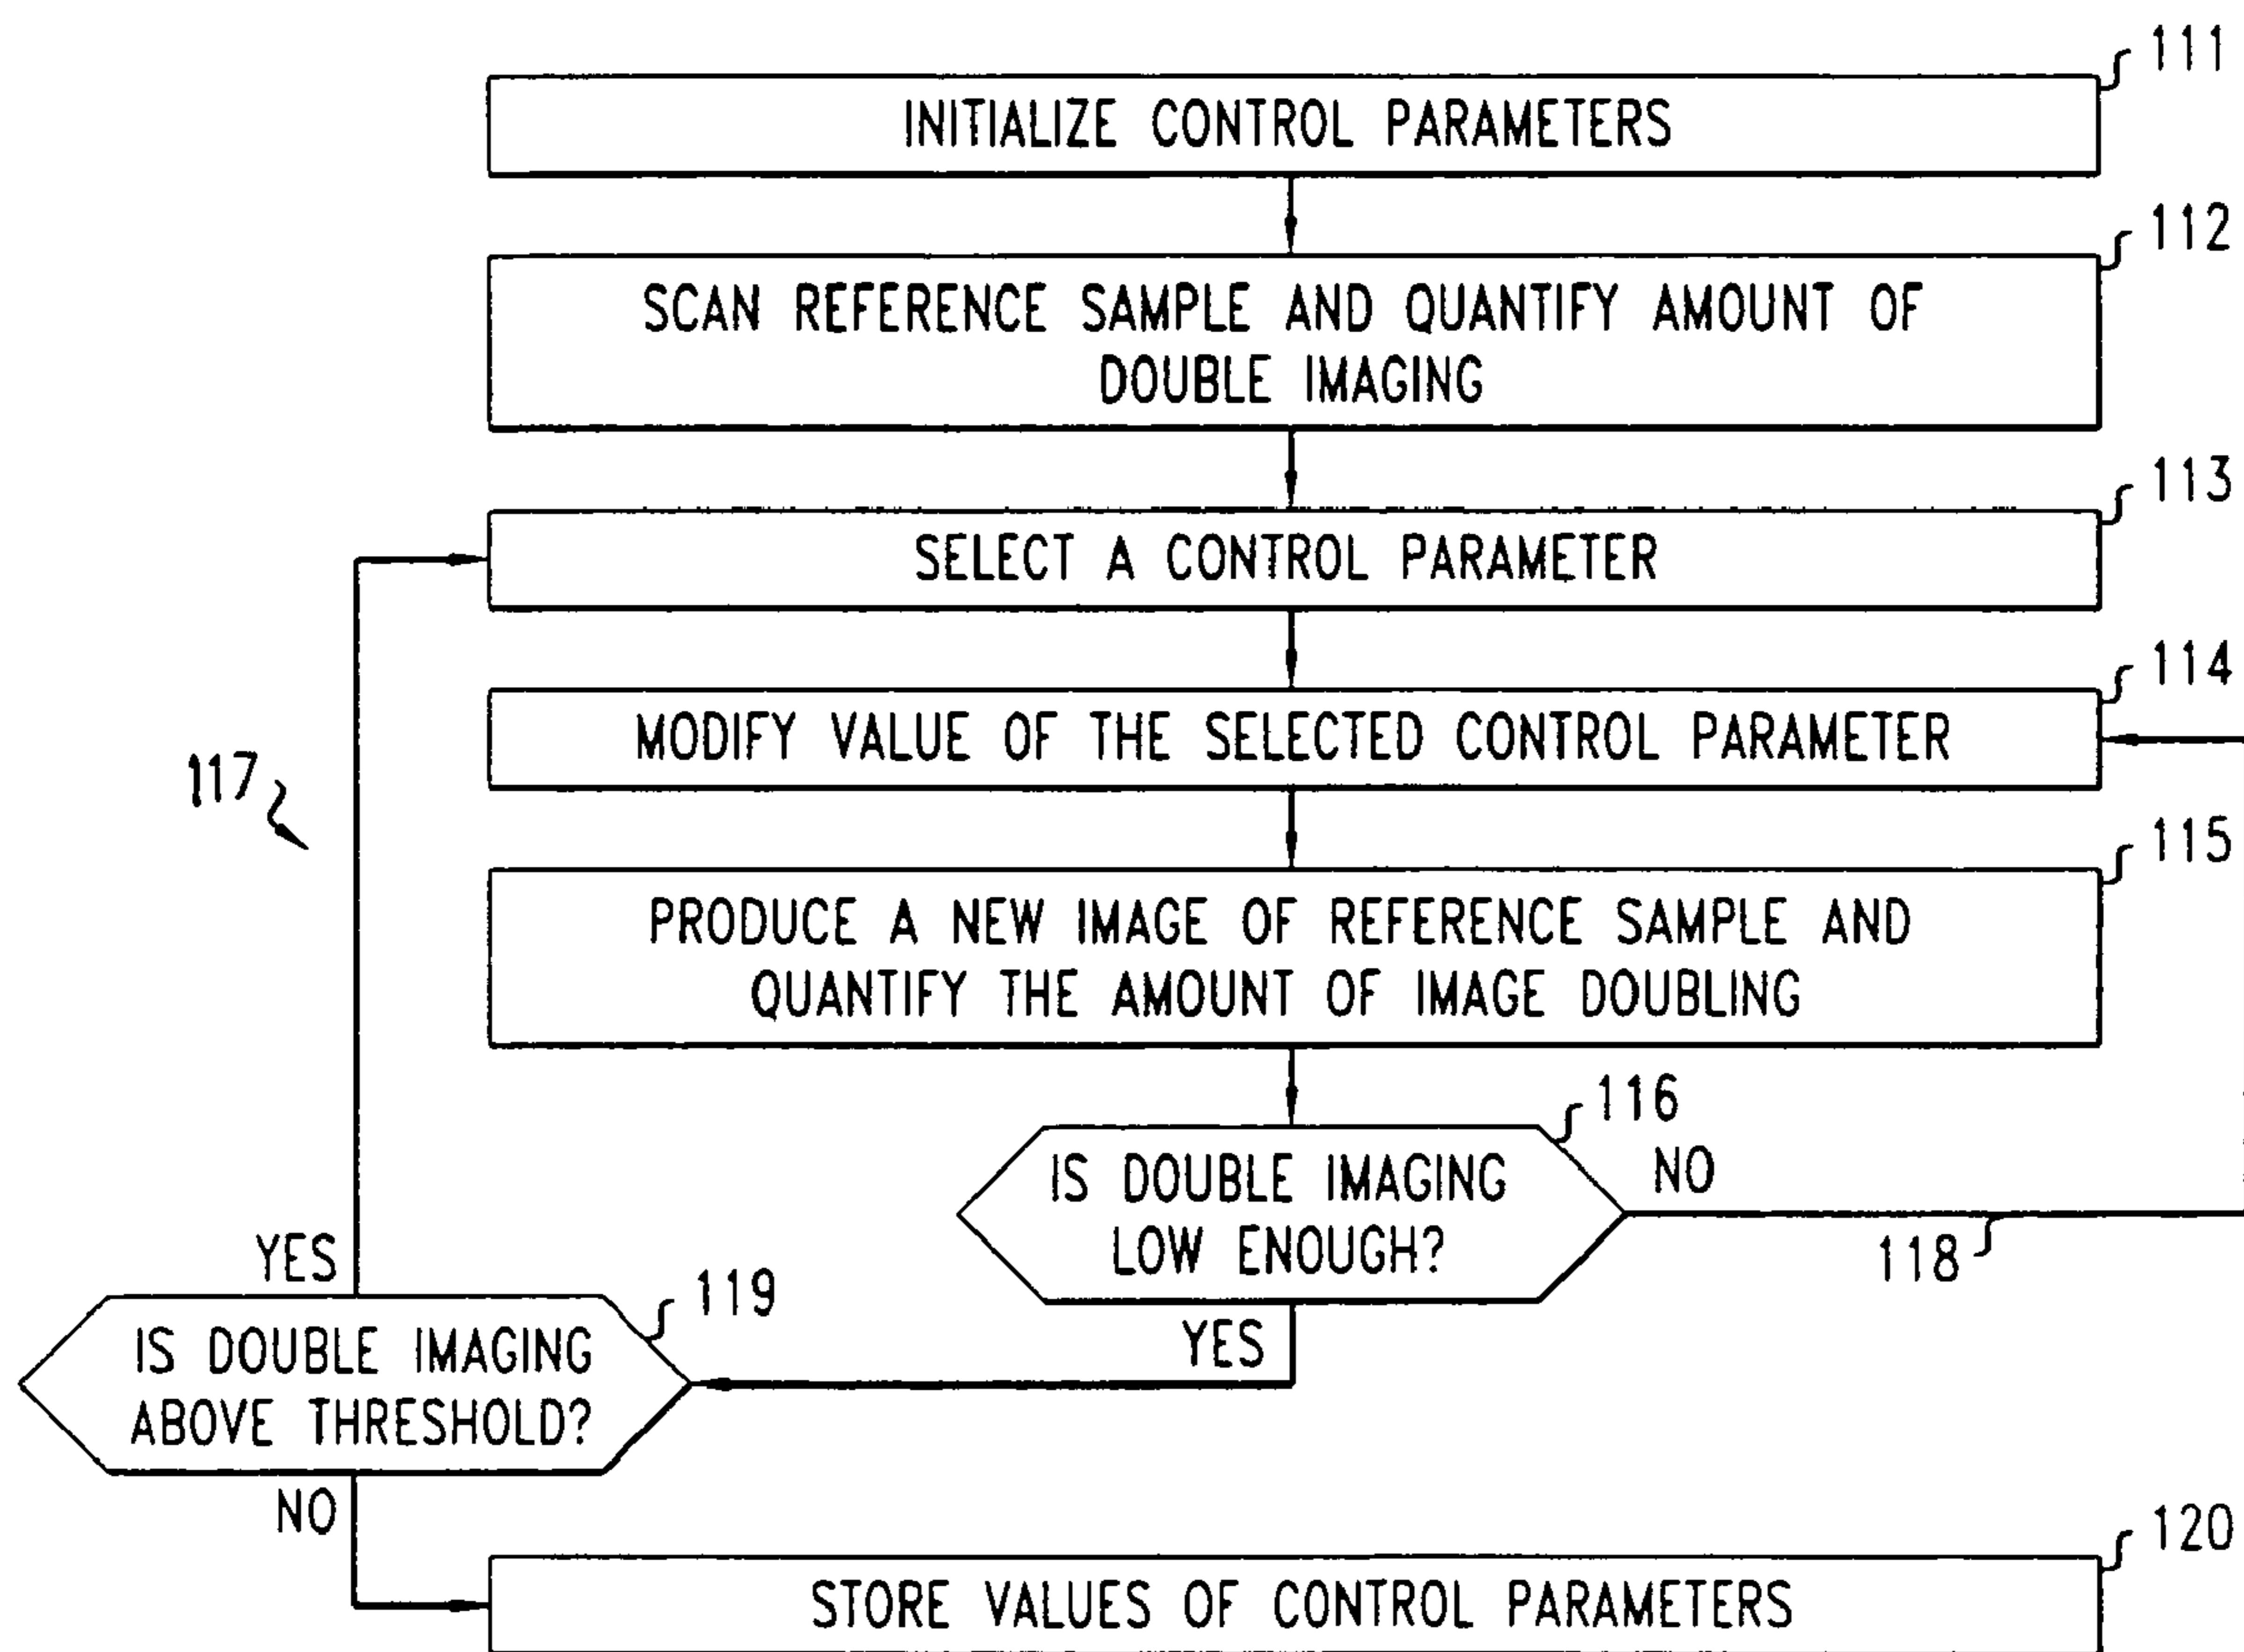 111
INITIALIZE CONTROL PARAMETERS
112
SCAN REFERENCE SAMPLE AND QUANTIFY AMOUNT OF
DOUBLE IMAGING
113
SELECT A CONTROL PARAMETER
114
MODIFY VALUE OF THE SELECTED CONTROL PARAMETER
117
115
PRODUCE A NEW IMAGE OF REFERENCE SAMPLE AND
QUANTIFY THE AMOUNT OF IMAGE DOUBLING
116
IS DOUBLE IMAGING
LOW ENOUGH?
NO
118
YES
YES
119
IS DOUBLE IMAGING
ABOVE THRESHOLD?
NO
120
STORE VALUES OF CONTROL PARAMETERS